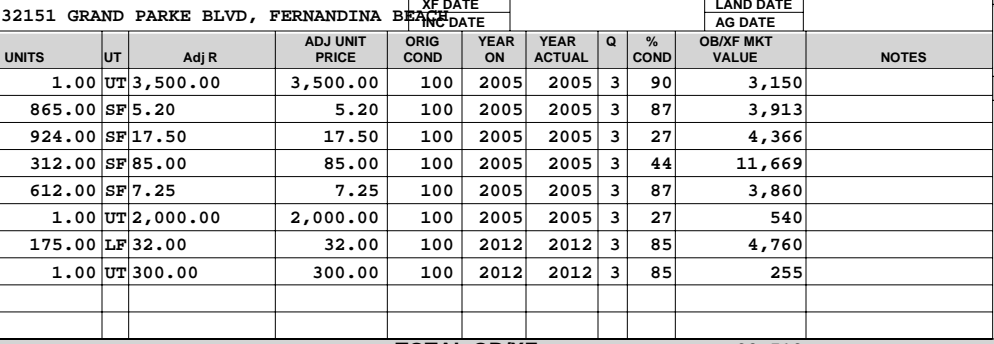 XF DATE LAND DATE
32151 GRAND PARKE BLVD, FERNANDINA BEACH INC DATE AG DATE
UNITS UT Adj R ADJ UNIT PRICE ORIG COND YEAR ON YEAR ACTUAL Q % COND OB/XF MKT VALUE NOTES
1.00 UT 3,500.00 3,500.00 100 2005 2005 3 90 3,150
865.00 SF 5.20 5.20 100 2005 2005 3 87 3,913
924.00 SF 17.50 17.50 100 2005 2005 3 27 4,366
312.00 SF 85.00 85.00 100 2005 2005 3 44 11,669
612.00 SF 7.25 7.25 100 2005 2005 3 87 3,860
1.00 UT 2,000.00 2,000.00 100 2005 2005 3 27 540
175.00 LF 32.00 32.00 100 2012 2012 3 85 4,760
1.00 UT 300.00 300.00 100 2012 2012 3 85 255
TOTAL OB/XF